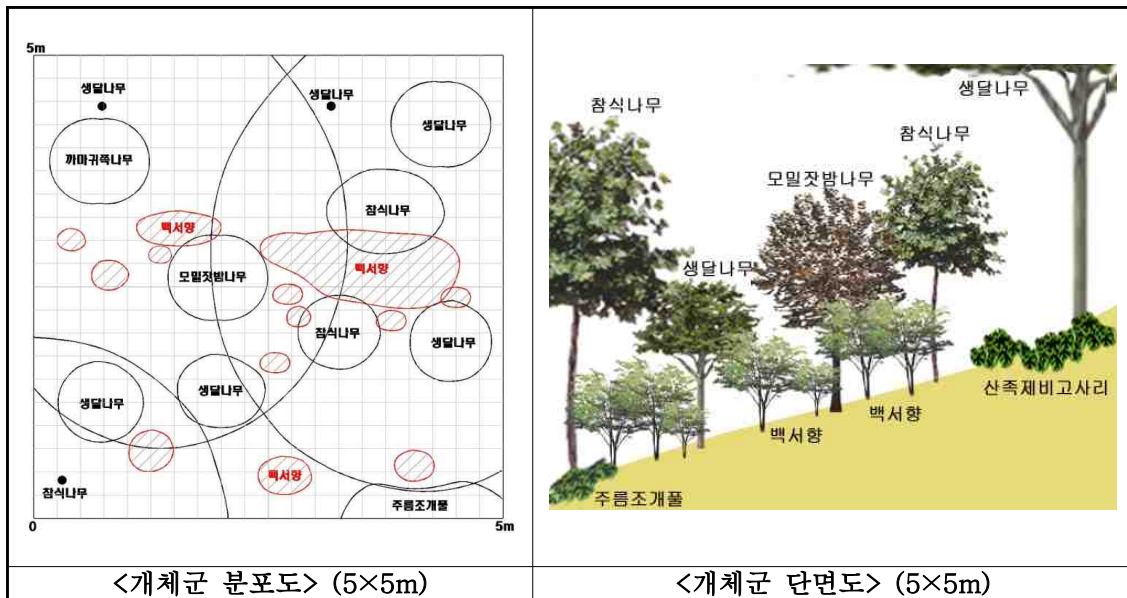 5m
생달나무
생달나무
생달나무
까마귀쪽나무
참식나무
백서향
백서향
모밀잣밤나무
참식나무
생달나무
생달나무
생달나무
백서향
참식나무
주름조개풀
0
5m
생달나무
참식나무
참식나무
모밀잣밤나무
생달나무
산족제비고사리
백서향
백서향
주름조개풀
<개체군 분포도> (5×5m)
<개체군 단면도> (5×5m)